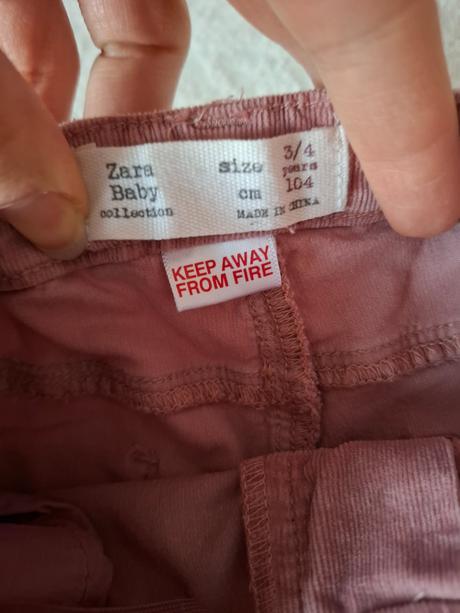 Zara
Baby
collection
size
cm
3/4
years
104
MADE IN CHINA
KEEP AWAY
FROM FIRE